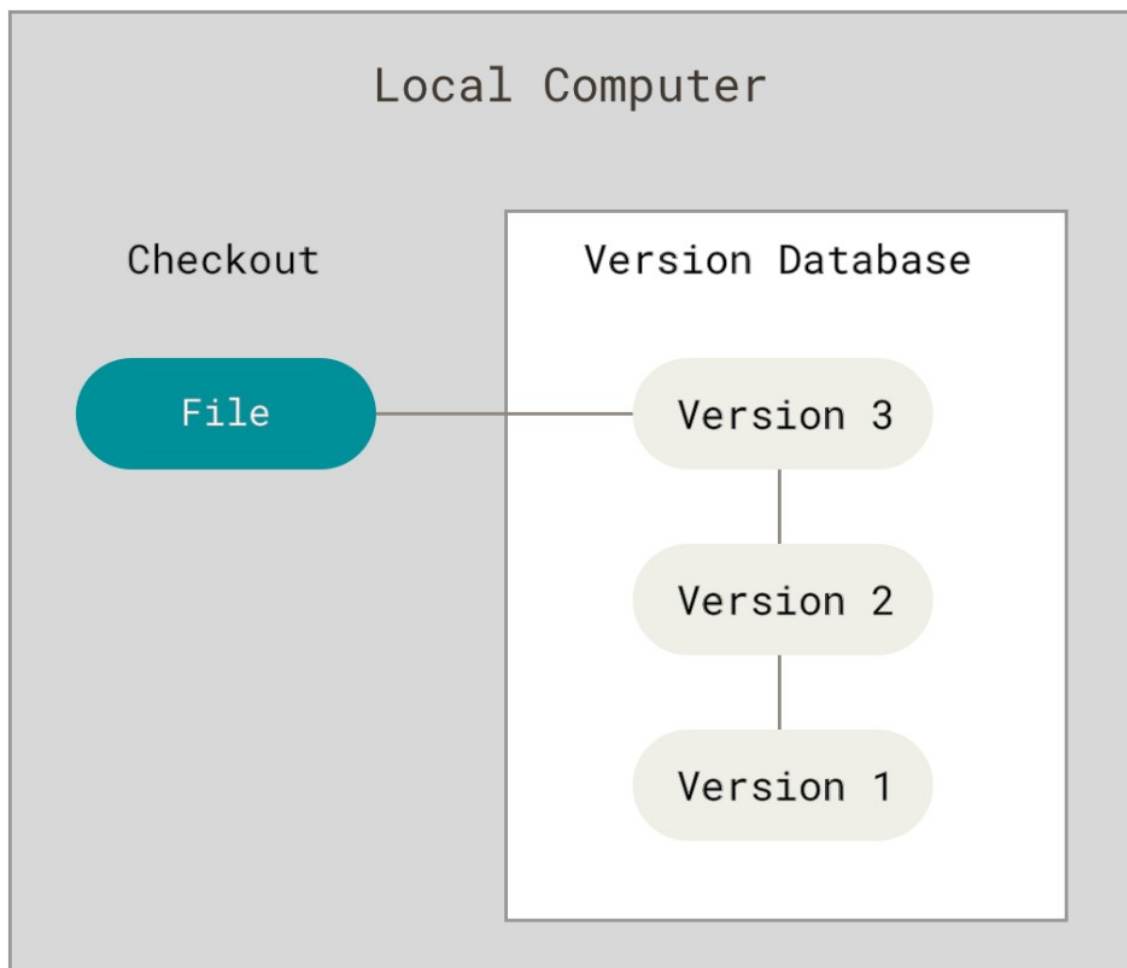 Local Computer
Checkout
Version Database
File
Version 3
Version 2
Version 1